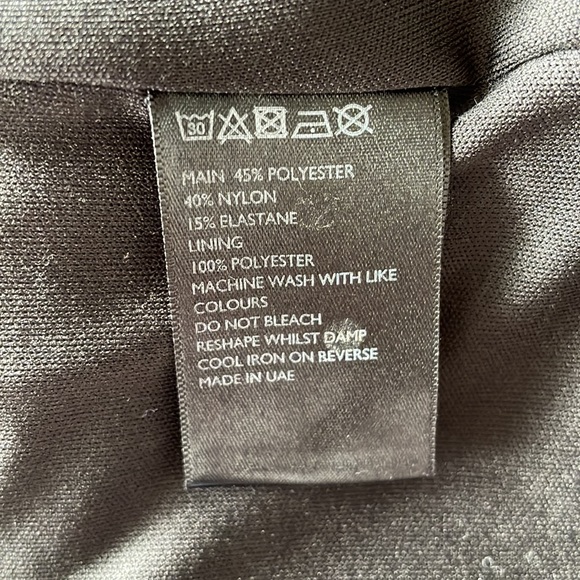 30
MAIN 45% POLYESTER
40% NYLON
15% ELASTANE
LINING
100% POLYESTER
MACHINE WASH WITH LIKE
COLOURS
DO NOT BLEACH
RESHAPE WHILST DAMP
COOL IRON ON REVERSE
MADE IN UAE